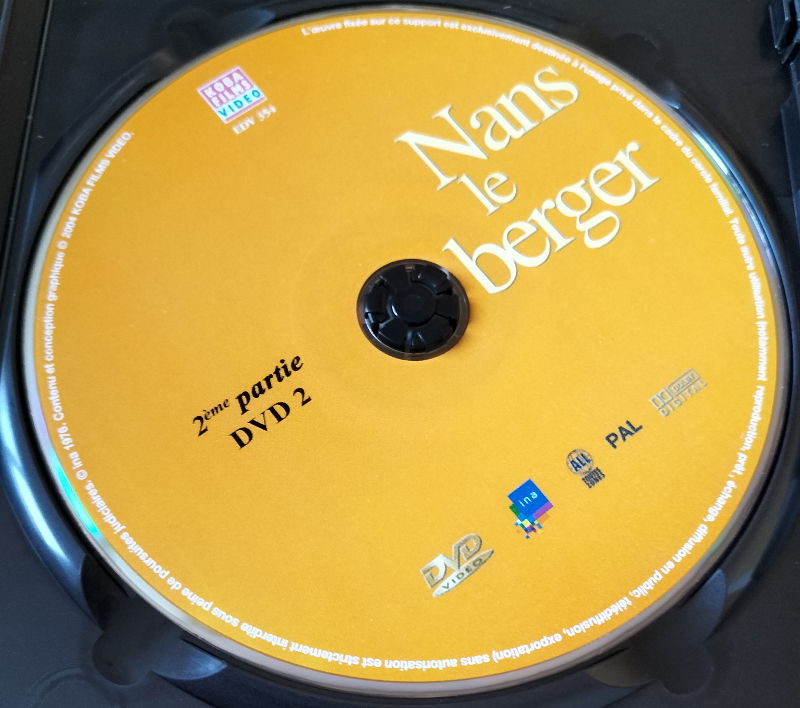 L'œuvre fixée sur ce support est exclusivement destinée à l'usage privé dans le cadre du cercle familial. Toute autre utilisation (notamment reproduction, prêt, échange, diffusion en public, télédiffusion, exportation) sans autorisation est strictement interdite sous peine de poursuites judiciaires. © Ina 1976. Contenu et conception graphique © 2004 KOBA FILMS VIDEO.
KOBA
FILMS
VIDEO
EDV 354
Nans
le
berger
2ème partie
DVD 2
DIGITAL
PAL
ALL
ina
DVD
VIDEO